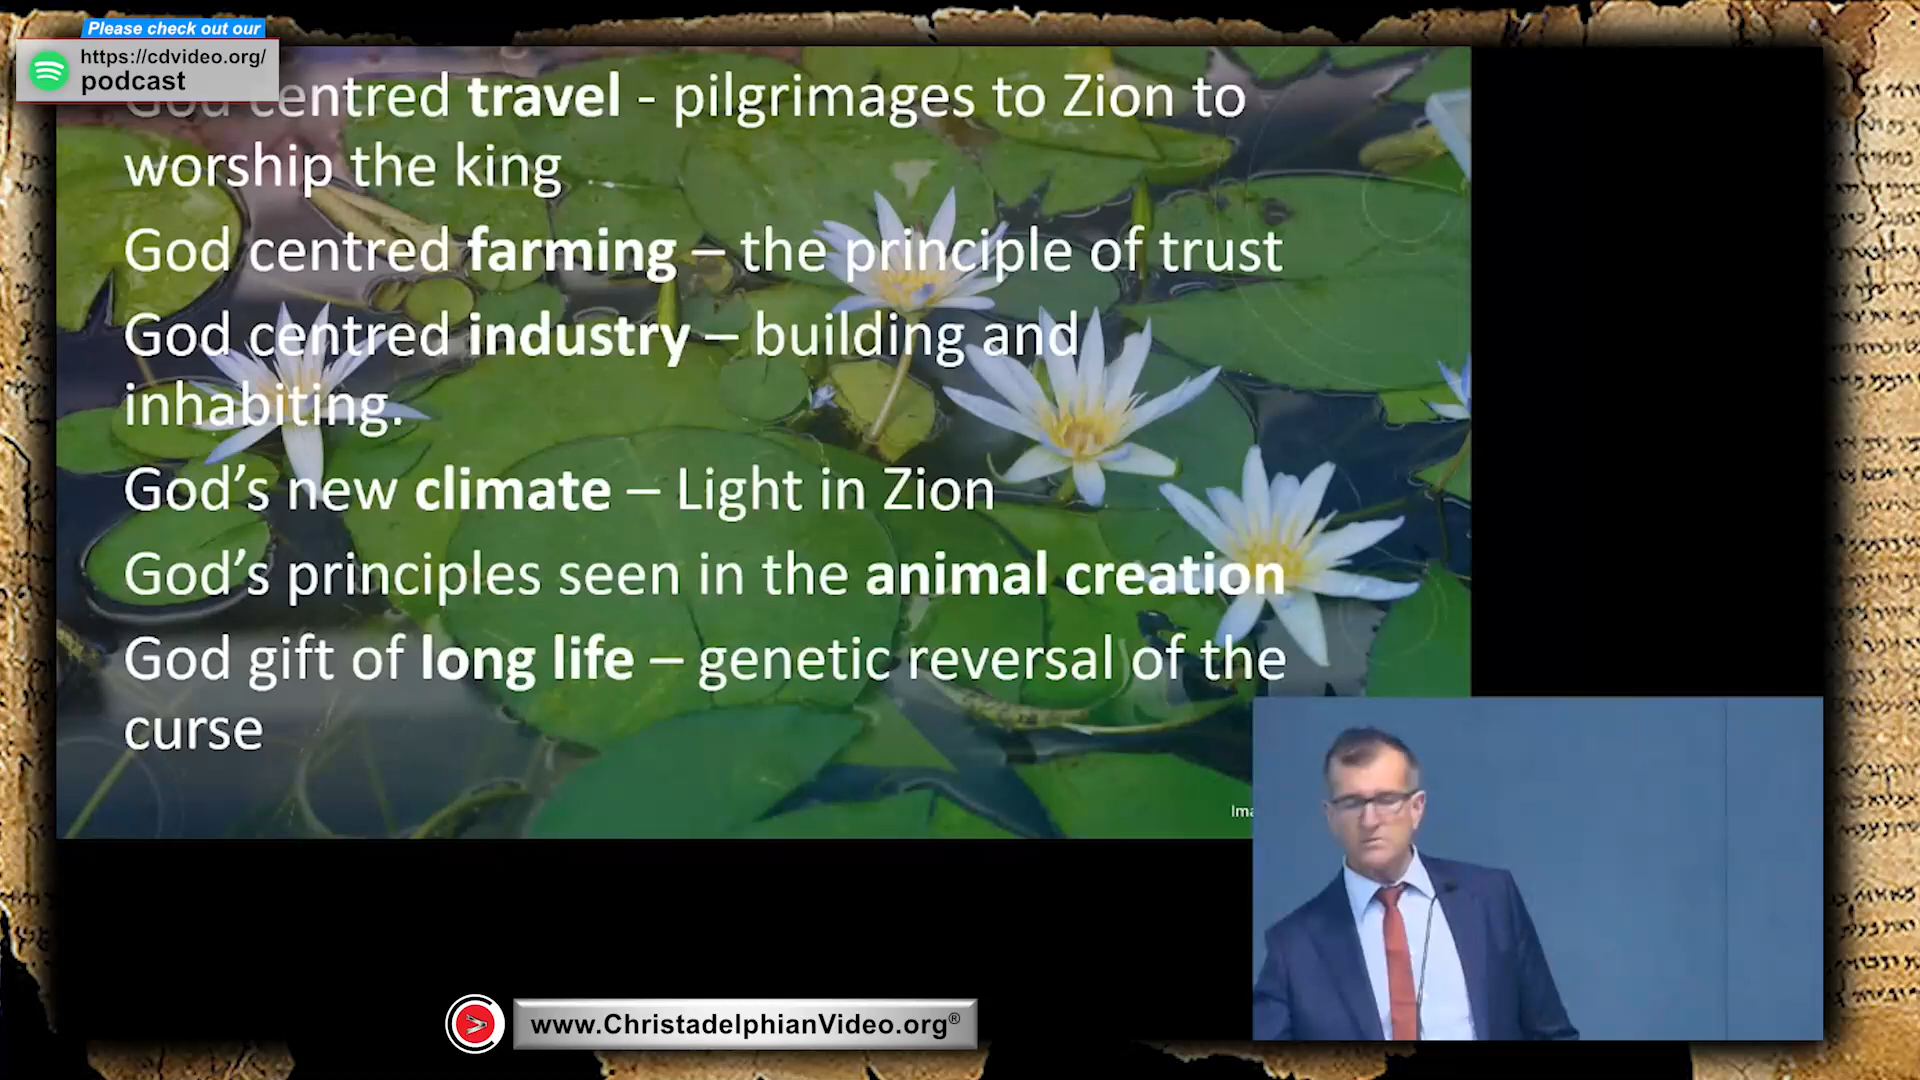 Please check out our
https://cdvideo.org/
podcast
God centred travel - pilgrimages to Zion to
worship the king
God centred farming – the principle of trust
God centred industry – building and
inhabiting.
God’s new climate – Light in Zion
God’s principles seen in the animal creation
God gift of long life – genetic reversal of the
curse
www.ChristadelphianVideo.org®